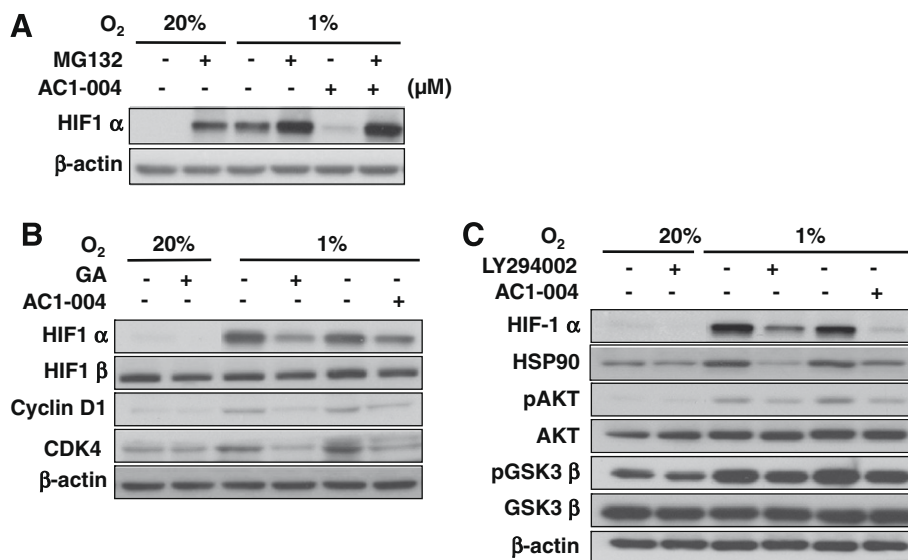 A
O2 20% 1%
MG132 - + - + - +
AC1-004 - - - - + + (µM)
HIF1 α
β-actin
B
O2 20% 1%
GA - + - + - +
AC1-004 - - - - - +
HIF1 α
HIF1 β
Cyclin D1
CDK4
β-actin
C
O2 20% 1%
LY294002 - + - + - +
AC1-004 - - - - - +
HIF-1 α
HSP90
pAKT
AKT
pGSK3 β
GSK3 β
β-actin